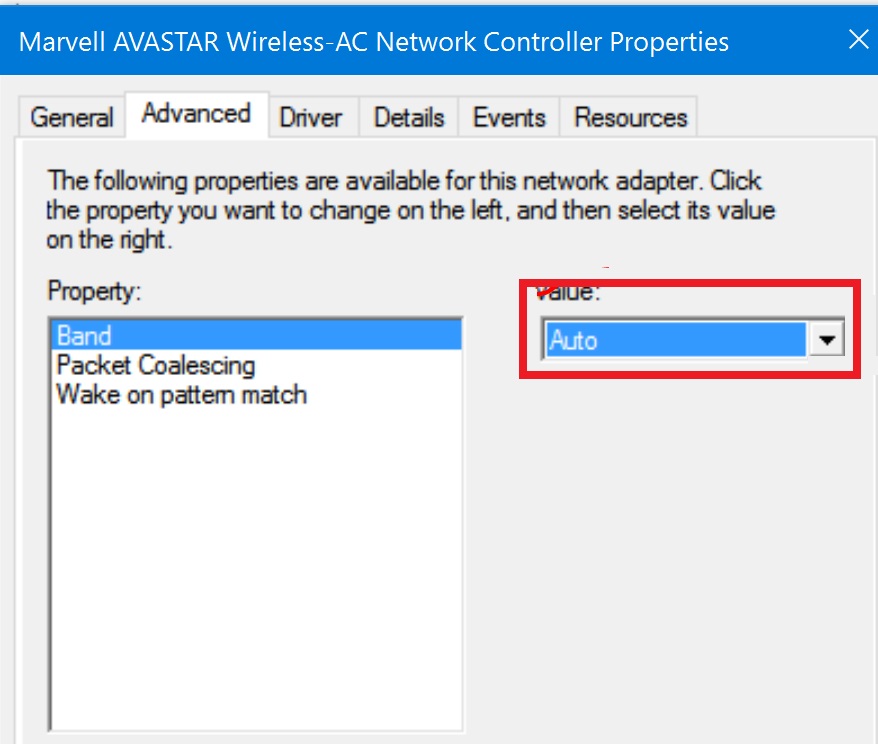 Marvell AVASTAR Wireless-AC Network Controller Properties
General Advanced Driver Details Events Resources
The following properties are available for this network adapter. Click
the property you want to change on the left, and then select its value
on the right.
Property: Value:
Band Auto
Packet Coalescing
Wake on pattern match